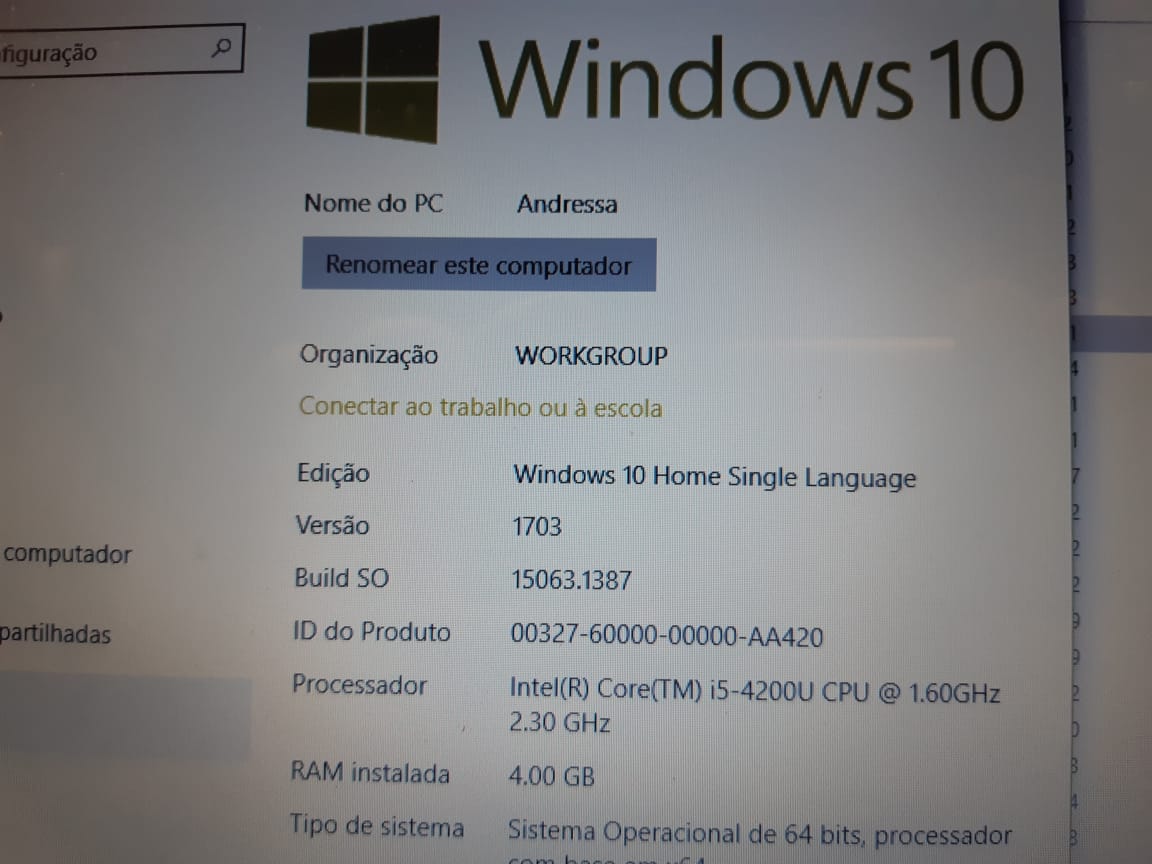 figuração
Windows 10
Nome do PC Andressa
Renomear este computador
Organização WORKGROUP
Conectar ao trabalho ou à escola
Edição Windows 10 Home Single Language
Versão 1703
computador
Build SO 15063.1387
partilhadas
ID do Produto 00327-60000-00000-AA420
Processador Intel(R) Core(TM) i5-4200U CPU @ 1.60GHz
2.30 GHz
RAM instalada 4.00 GB
Tipo de sistema Sistema Operacional de 64 bits, processador